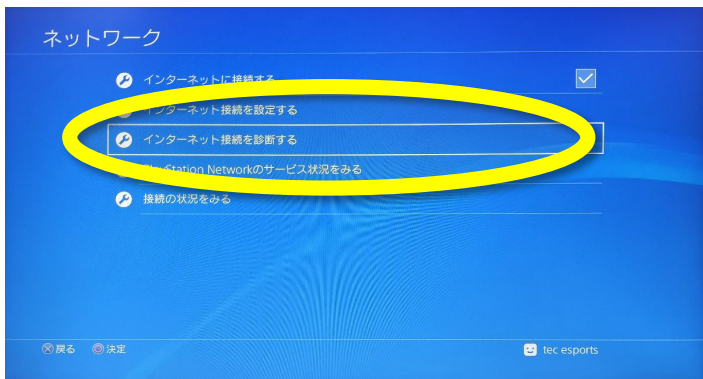 ネットワーク
インターネットに接続する
インターネット接続を設定する
インターネット接続を診断する
PlayStation Networkのサービス状況をみる
接続の状況をみる
戻る 決定
tec esports